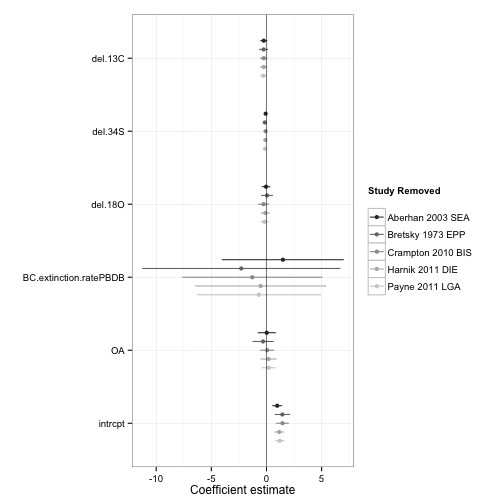 del.13C
del.34S
del.18O
BC.extinction.ratePBDB
OA
intrcpt
-10 -5 0 5
Coefficient estimate
Study Removed
Aberhan 2003 SEA
Bretsky 1973 EPP
Crampton 2010 BIS
Harnik 2011 DIE
Payne 2011 LGA